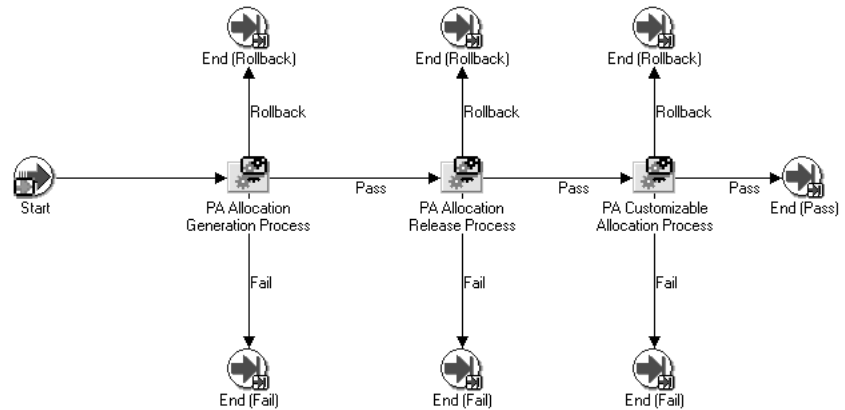 End (Rollback) End (Rollback) End (Rollback)
Rollback Rollback Rollback
Pass Pass Pass
Start PA Allocation PA Allocation PA Customizable End (Pass)
Generation Process Release Process Allocation Process
Fail Fail Fail
End (Fail) End (Fail) End (Fail)